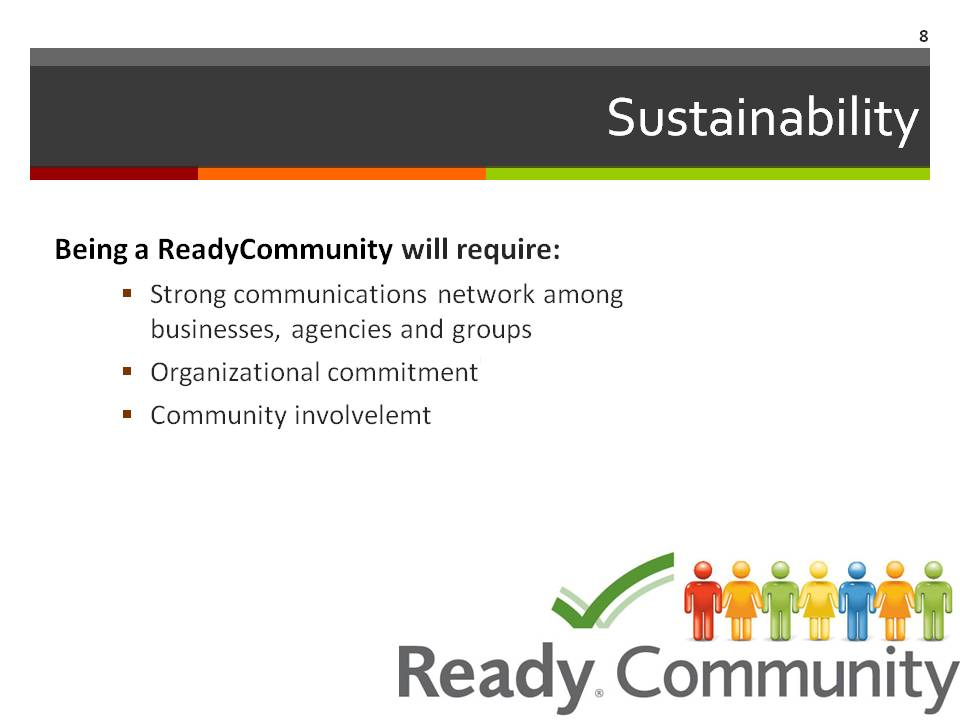 8
Sustainability
Being a ReadyCommunity will require:
▪ Strong communications network among
businesses, agencies and groups
▪ Organizational commitment
▪ Community involvelemt
Ready® Community